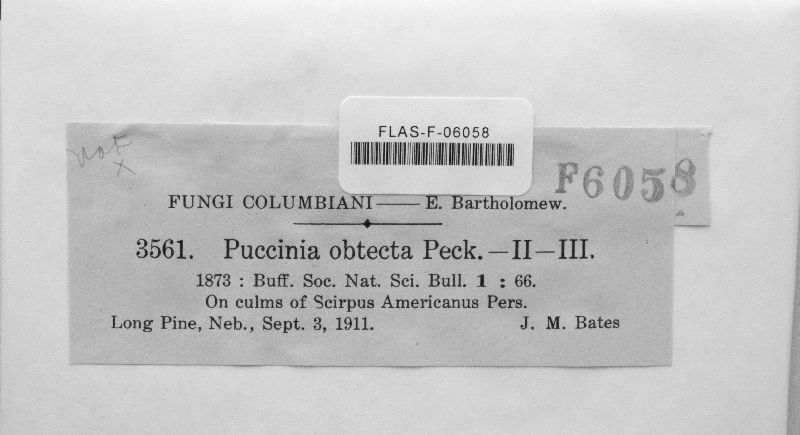 FLAS-F-06058
F6058
not
x
FUNGI COLUMBIANI—— E. Bartholomew.
3561. Puccinia obtecta Peck.—II—III.
1873 : Buff. Soc. Nat. Sci. Bull. 1 : 66.
On culms of Scirpus Americanus Pers.
Long Pine, Neb., Sept. 3, 1911. J. M. Bates